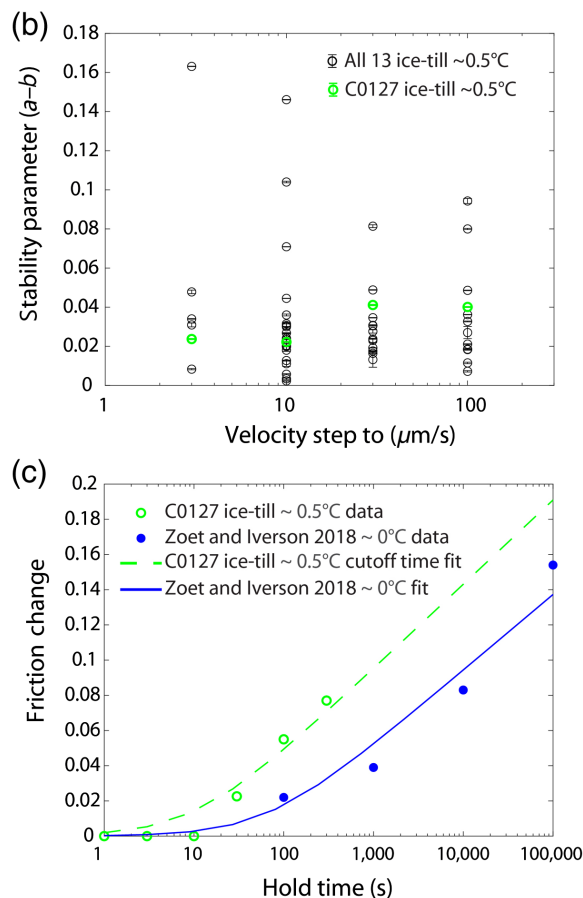 (b)
0.18
0.16
0.14
0.12
0.1
0.08
0.06
0.04
0.02
0
Stability parameter (a–b)
All 13 ice-till ~0.5°C
C0127 ice-till ~0.5°C
1 10 100
Velocity step to (µm/s)
(c)
0.2
0.18
0.16
0.14
0.12
0.1
0.08
0.06
0.04
0.02
0
Friction change
C0127 ice-till ~ 0.5°C data
Zoet and Iverson 2018 ~ 0°C data
C0127 ice-till ~ 0.5°C cutoff time fit
Zoet and Iverson 2018 ~ 0°C fit
1 10 100 1,000 10,000 100,000
Hold time (s)